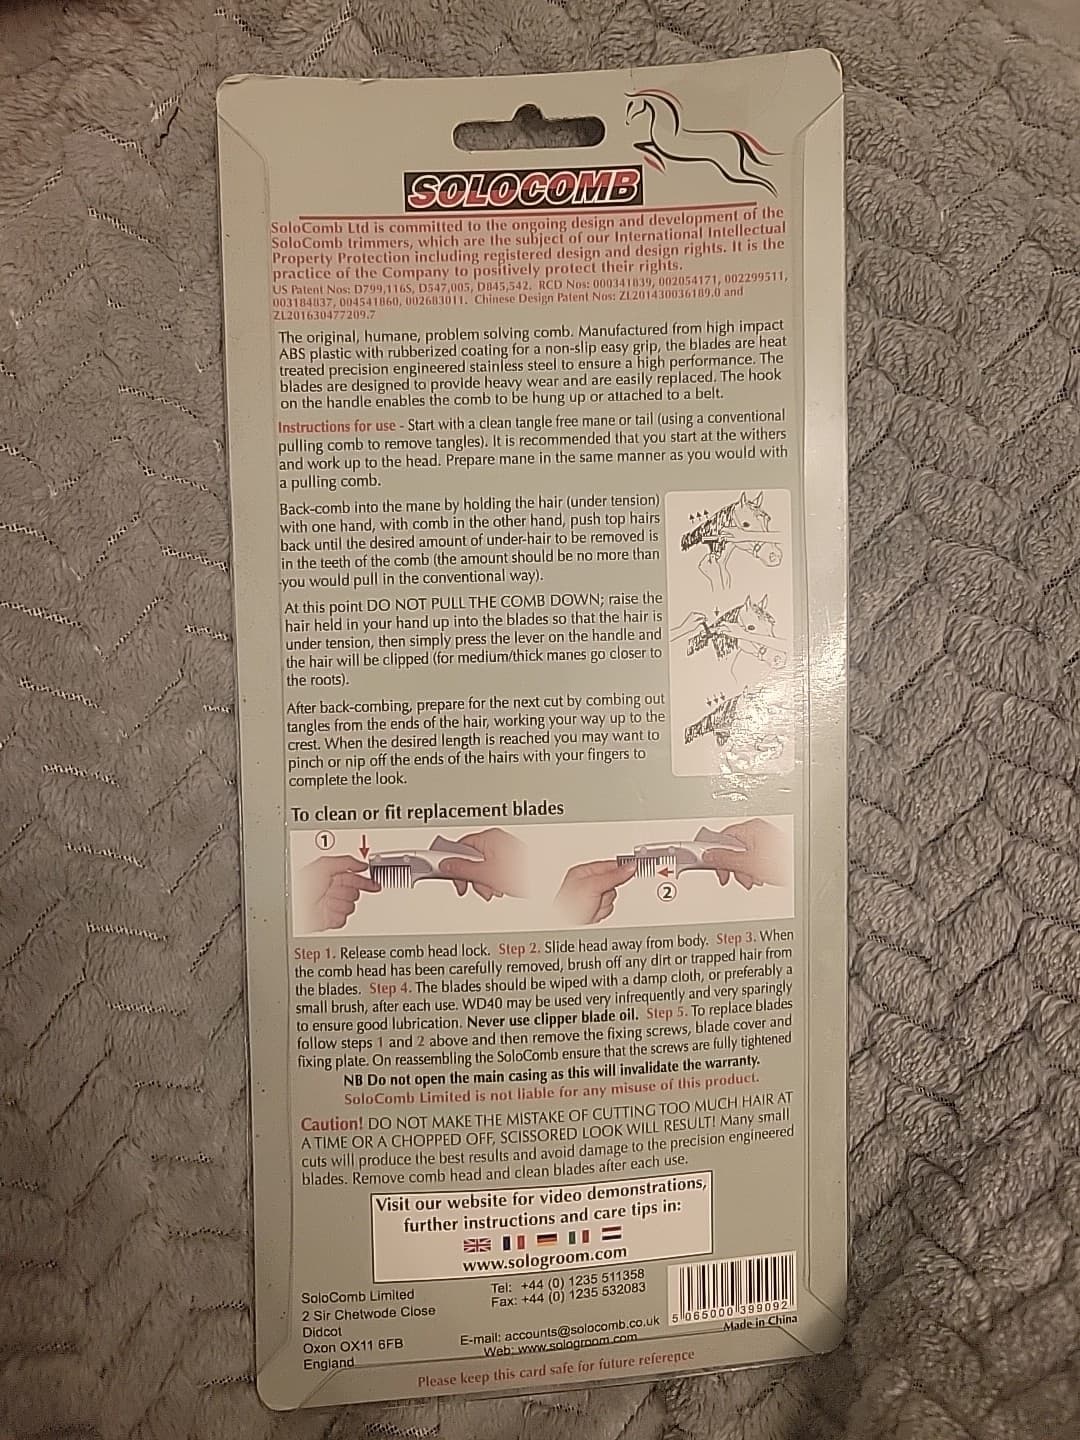 SOLOCOMB
SoloComb Ltd is committed to the ongoing design and development of the
SoloComb trimmers, which are the subject of our International Intellectual
Property Protection including registered design and design rights. It is the
practice of the Company to positively protect their rights.
US Patent Nos: D799,116S, D547,005, D845,542. RCD Nos: 000341839, 002054171, 002299511,
003184837, 004541860, 002683011. Chinese Design Patent Nos: ZL201430036189.0 and
ZL201630477209.7
The original, humane, problem solving comb. Manufactured from high impact
ABS plastic with rubberized coating for a non-slip easy grip, the blades are heat
treated precision engineered stainless steel to ensure a high performance. The
blades are designed to provide heavy wear and are easily replaced. The hook
on the handle enables the comb to be hung up or attached to a belt.
Instructions for use - Start with a clean tangle free mane or tail (using a conventional
pulling comb to remove tangles). It is recommended that you start at the withers
and work up to the head. Prepare mane in the same manner as you would with
a pulling comb.
Back-comb into the mane by holding the hair (under tension)
with one hand, with comb in the other hand, push top hairs
back until the desired amount of under-hair to be removed is
in the teeth of the comb (the amount should be no more than
you would pull in the conventional way).
At this point DO NOT PULL THE COMB DOWN; raise the
hair held in your hand up into the blades so that the hair is
under tension, then simply press the lever on the handle and
the hair will be clipped (for medium/thick manes go closer to
the roots).
After back-combing, prepare for the next cut by combing out
tangles from the ends of the hair, working your way up to the
crest. When the desired length is reached you may want to
pinch or nip off the ends of the hairs with your fingers to
complete the look.
To clean or fit replacement blades
1
2
Step 1. Release comb head lock. Step 2. Slide head away from body. Step 3. When
the comb head has been carefully removed, brush off any dirt or trapped hair from
the blades. Step 4. The blades should be wiped with a damp cloth, or preferably a
small brush, after each use. WD40 may be used very infrequently and very sparingly
to ensure good lubrication. Never use clipper blade oil. Step 5. To replace blades
follow steps 1 and 2 above and then remove the fixing screws, blade cover and
fixing plate. On reassembling the SoloComb ensure that the screws are fully tightened
NB Do not open the main casing as this will invalidate the warranty.
SoloComb Limited is not liable for any misuse of this product.
Caution! DO NOT MAKE THE MISTAKE OF CUTTING TOO MUCH HAIR AT
A TIME OR A CHOPPED OFF, SCISSORED LOOK WILL RESULT! Many small
cuts will produce the best results and avoid damage to the precision engineered
blades. Remove comb head and clean blades after each use.
Visit our website for video demonstrations,
further instructions and care tips in:
www.sologroom.com
SoloComb Limited
2 Sir Chetwode Close
Didcot
Oxon OX11 6FB
England
Tel: +44 (0) 1235 511358
Fax: +44 (0) 1235 532083
E-mail: accounts@solocomb.co.uk
Web: www.sologroom.com
5 065000 399092
Made in China
Please keep this card safe for future reference